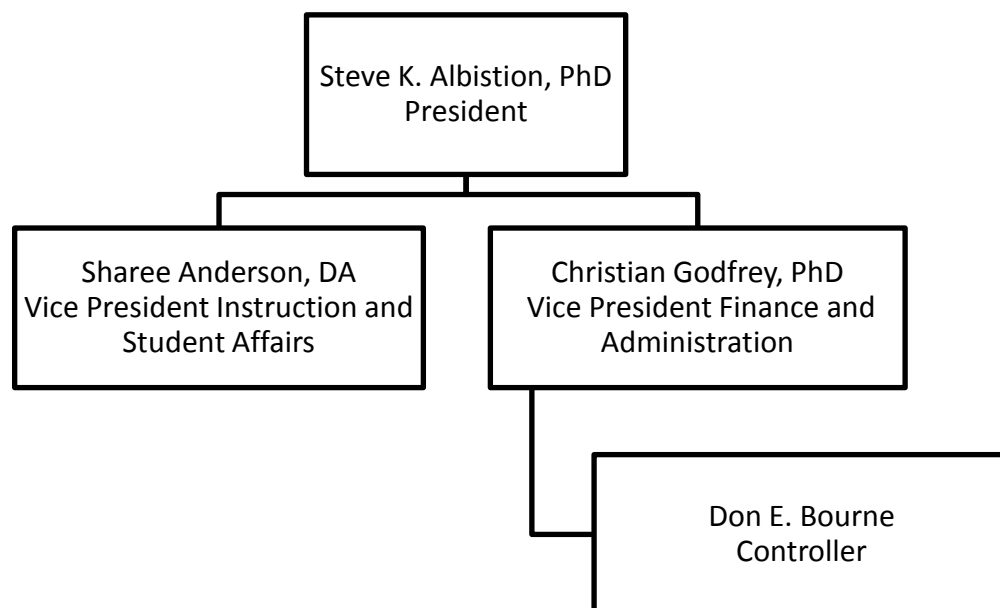 Steve K. Albistion, PhD
President
Sharee Anderson, DA
Vice President Instruction and
Student Affairs
Christian Godfrey, PhD
Vice President Finance and
Administration
Don E. Bourne
Controller